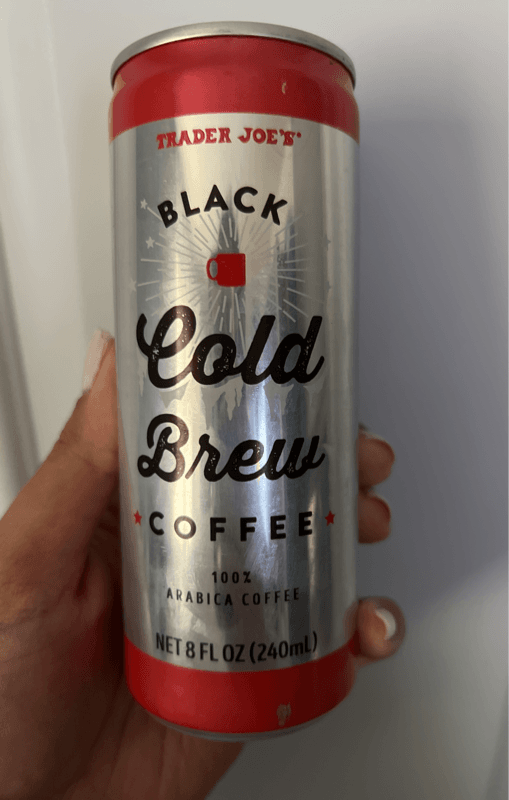 TRADER JOE'S
BLACK
Cold
Brew
COFFEE
100%
ARABICA COFFEE
NET 8 FL OZ (240mL)